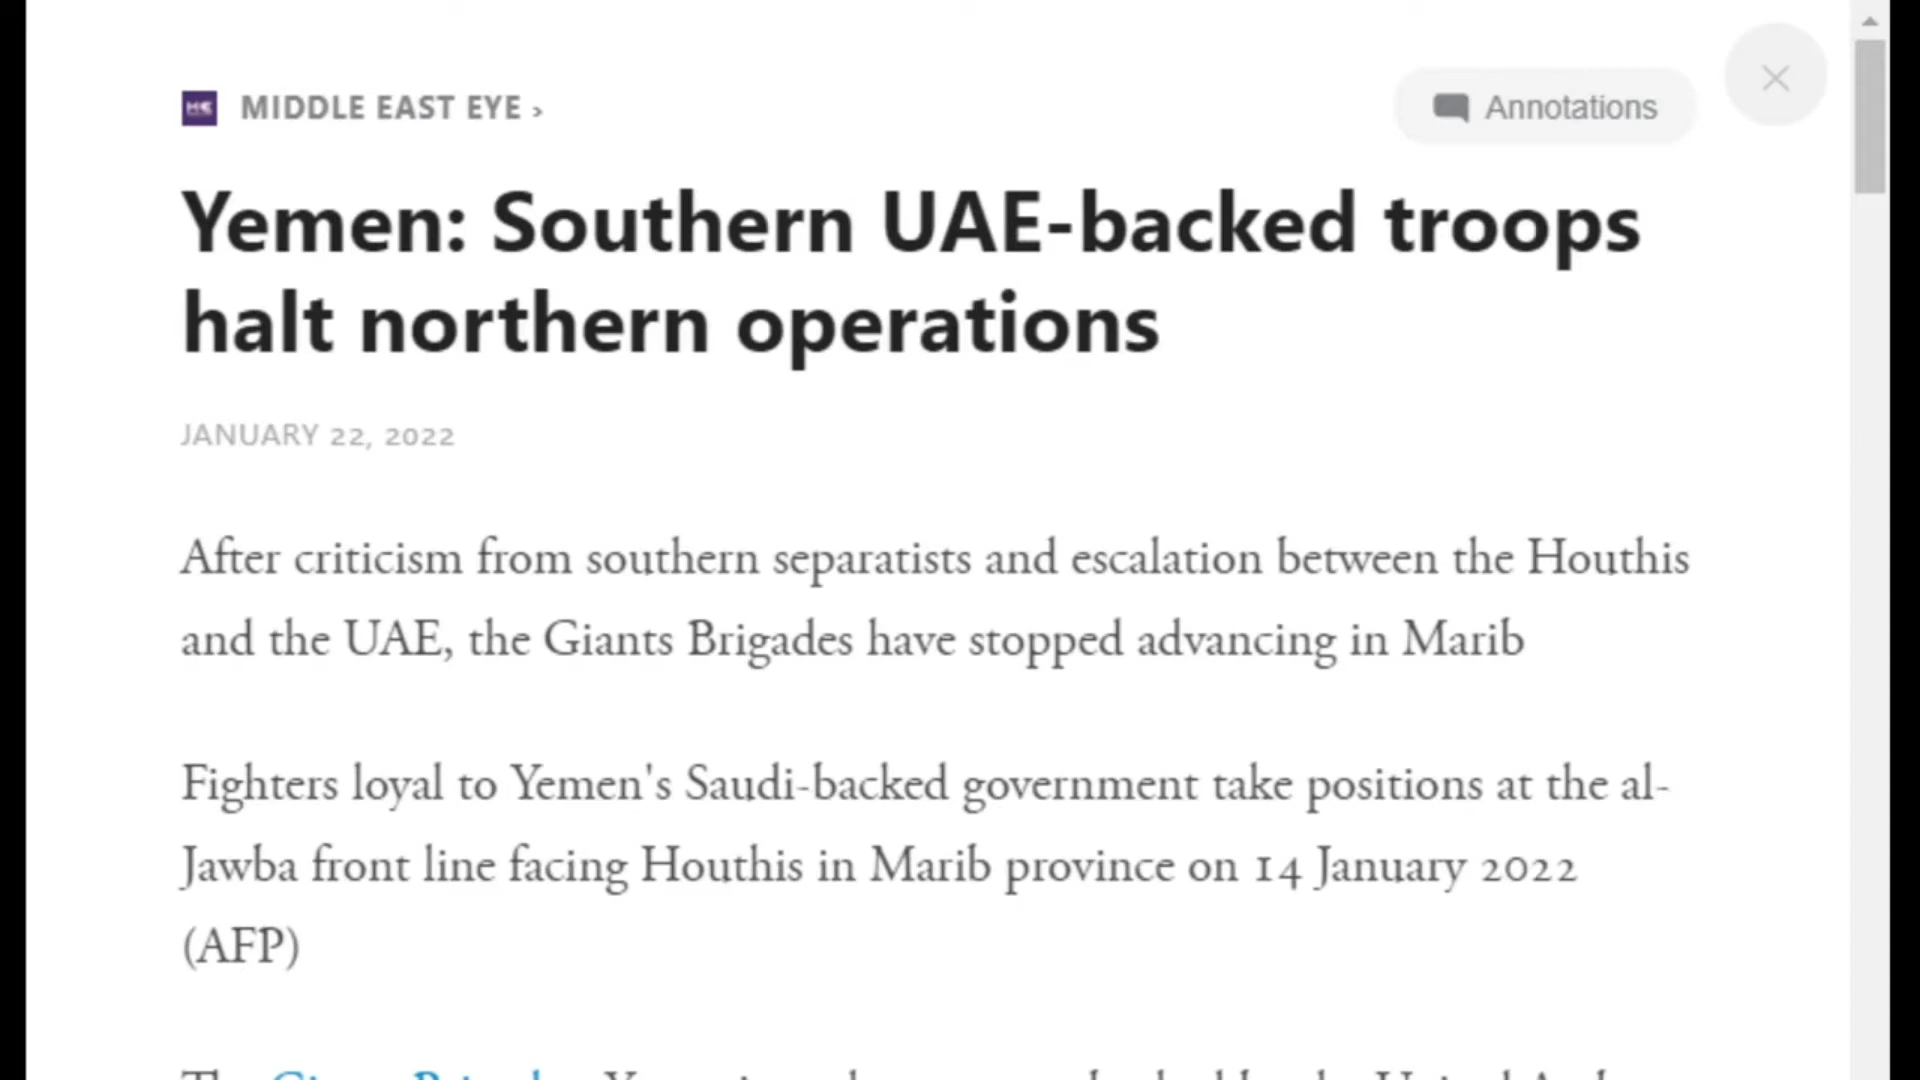 MIDDLE EAST EYE ›
Annotations
Yemen: Southern UAE-backed troops
halt northern operations
JANUARY 22, 2022
After criticism from southern separatists and escalation between the Houthis
and the UAE, the Giants Brigades have stopped advancing in Marib
Fighters loyal to Yemen's Saudi-backed government take positions at the al-
Jawba front line facing Houthis in Marib province on 14 January 2022
(AFP)